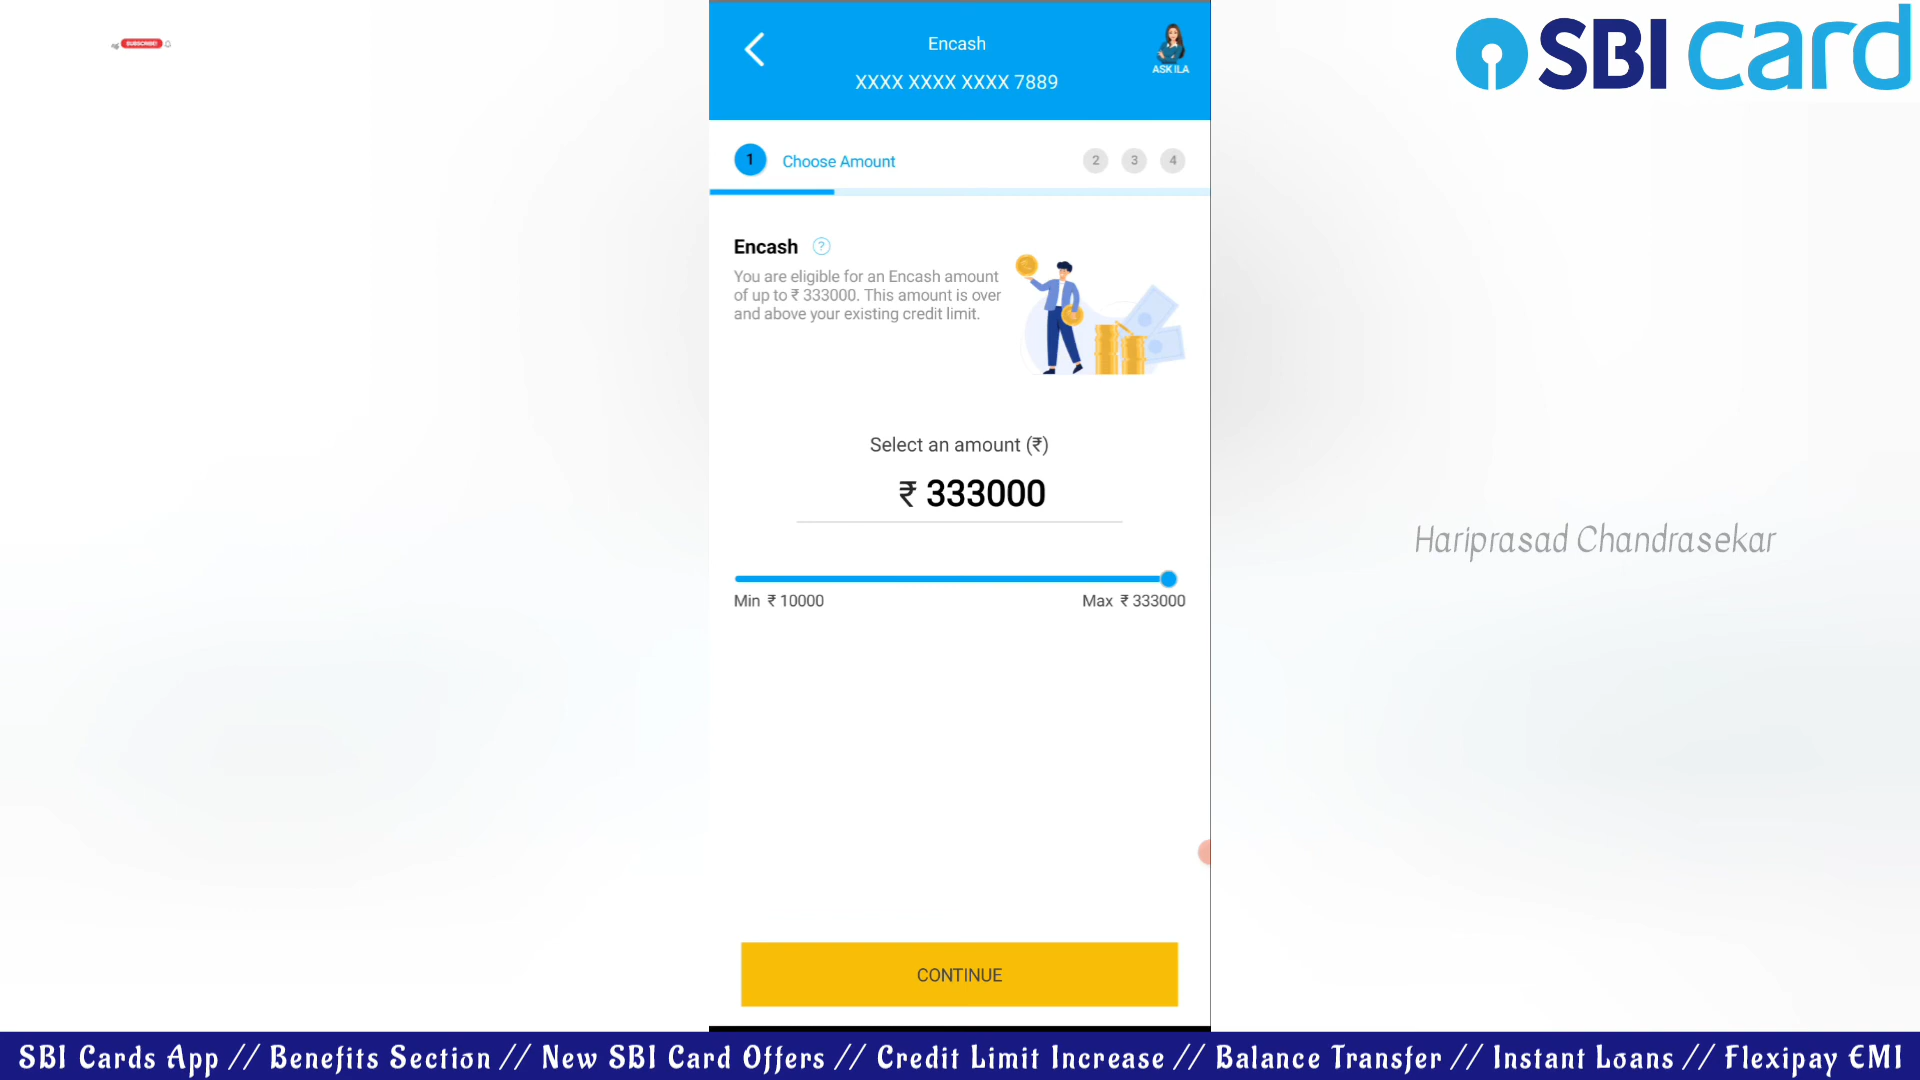 SUBSCRIBE
SBI card
Encash
XXXX XXXX XXXX 7889
ASK ILA
1 Choose Amount 2 3 4
Encash ?
You are eligible for an Encash amount
of up to ₹ 333000. This amount is over
and above your existing credit limit.
Select an amount (₹)
₹ 333000
Hariprasad Chandrasekar
Min ₹ 10000 Max ₹ 333000
CONTINUE
SBI Cards App // Benefits Section // New SBI Card Offers // Credit Limit Increase // Balance Transfer // Instant Loans // Flexipay EMI